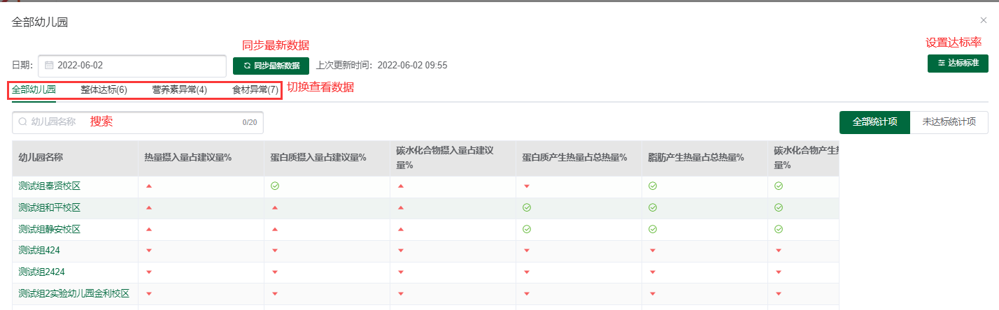 全部幼儿园
同步最新数据
设置达标率
日期: 2022-06-02 同步最新数据 上次更新时间: 2022-06-02 09:55 达标标准
全部幼儿园 整体达标(6) 营养素异常(4) 食材异常(7) 切换查看数据
幼儿园名称 搜索 0/20 全部统计项 未达标统计项
幼儿园名称 热量摄入量占建议量% 蛋白质摄入量占建议量% 碳水化合物摄入量占建议量% 蛋白质产生热量占总热量% 脂肪产生热量占总热量% 碳水化合物产生 量%
测试组奉贤校区
测试组和平校区
测试组静安校区
测试组424
测试组2424
测试组2实验幼儿园金利校区